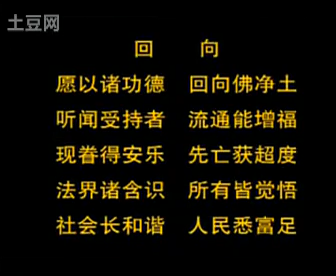 土豆网
回 向
愿以诸功德 回向佛净土
听闻受持者 流通能增福
现眷得安乐 先亡获超度
法界诸含识 所有皆觉悟
社会长和谐 人民悉富足